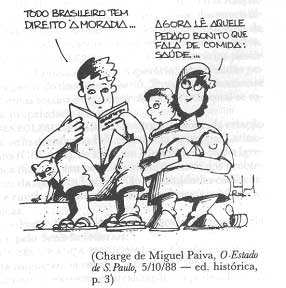 TODO BRASILEIRO TEM
DIREITO À MORADIA...
AGORA LÊ AQUELE
PEDAÇO BONITO QUE
FALA DE COMIDA,
SAÚDE...
(Charge de Miguel Paiva, O Estado
de S. Paulo, 5/10/88 — ed. histórica,
p. 3)